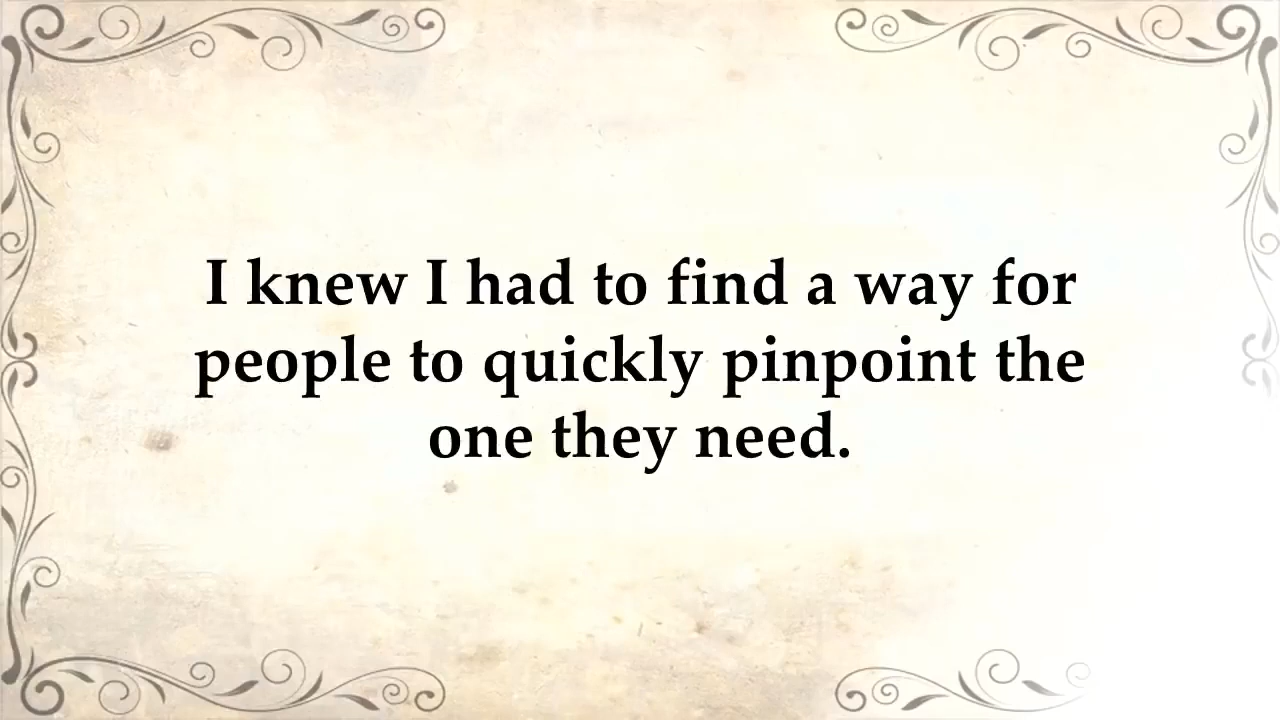 I knew I had to find a way for
people to quickly pinpoint the
one they need.